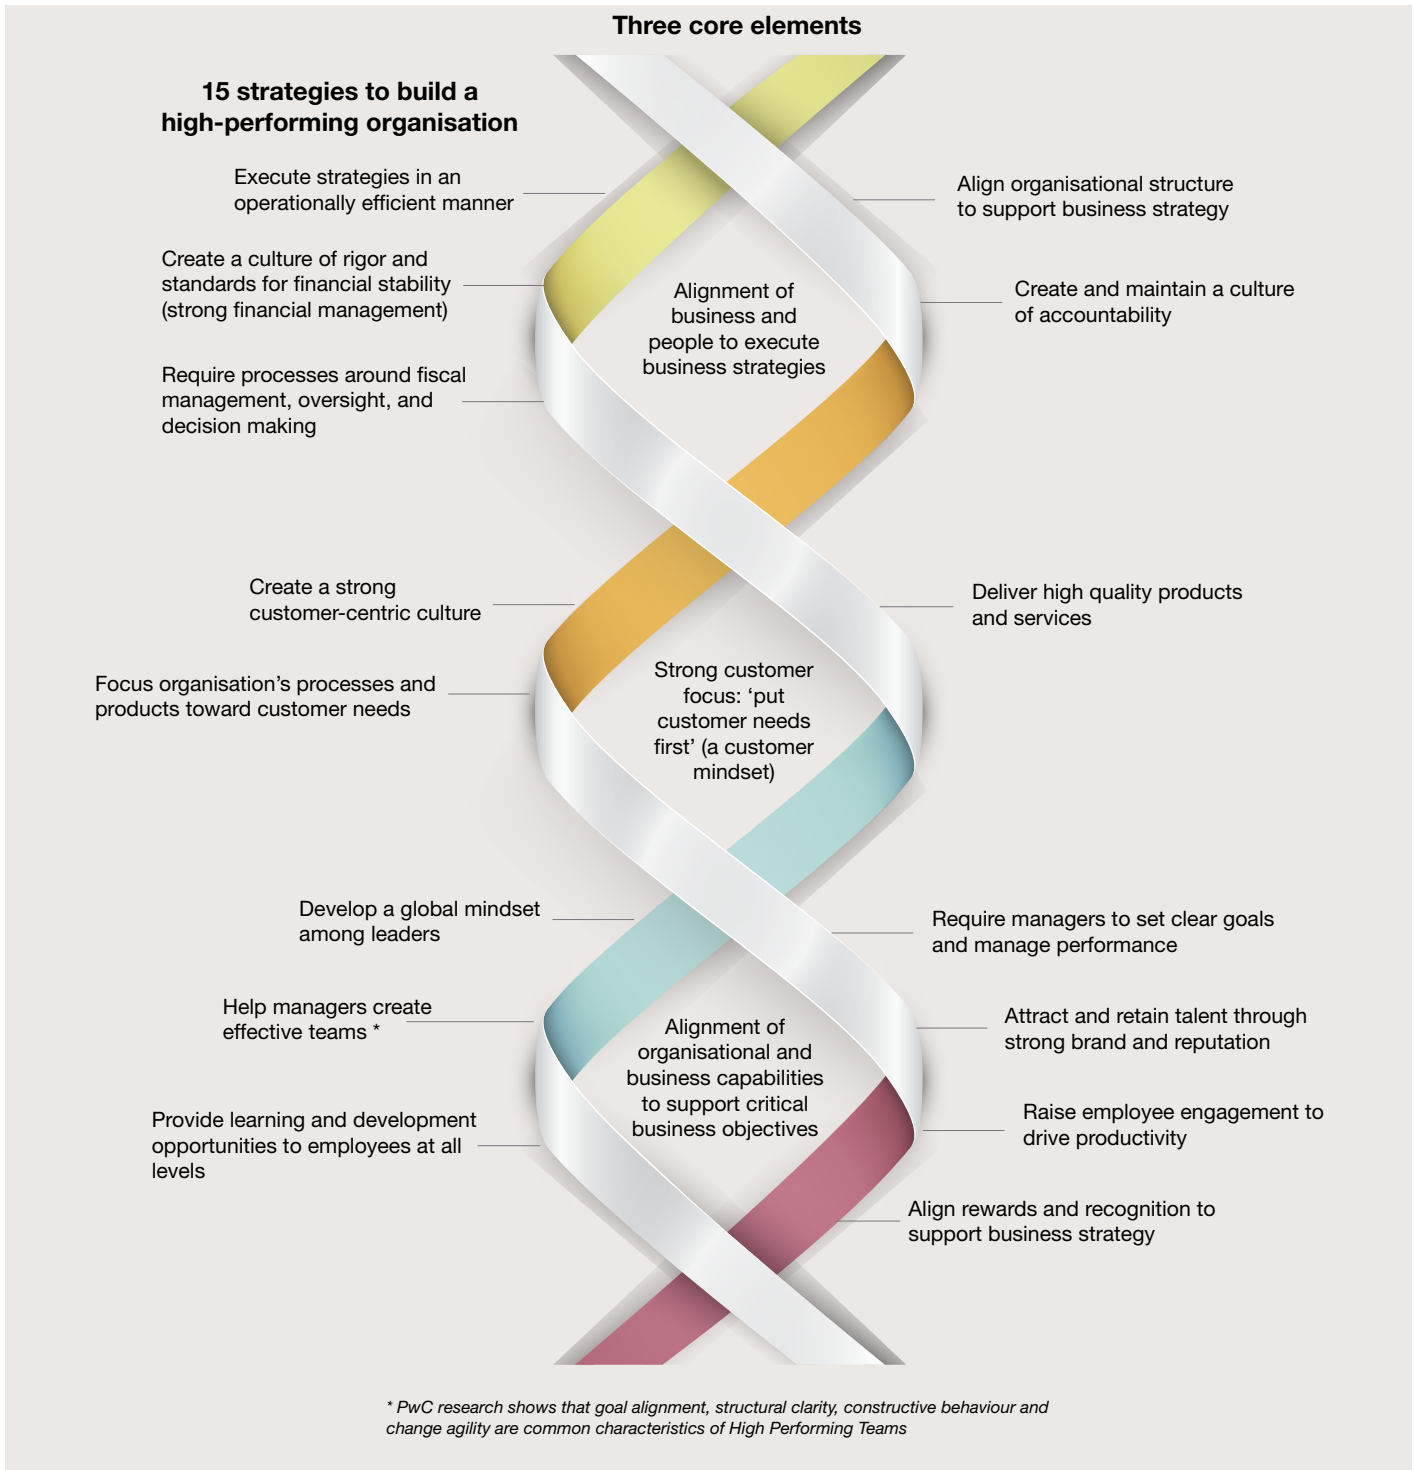 Three core elements
15 strategies to build a
high-performing organisation
Execute strategies in an
operationally efficient manner
Create a culture of rigor and
standards for financial stability
(strong financial management)
Require processes around fiscal
management, oversight, and
decision making
Align organisational structure
to support business strategy
Create and maintain a culture
of accountability
Alignment of
business and
people to execute
business strategies
Create a strong
customer-centric culture
Focus organisation’s processes and
products toward customer needs
Deliver high quality products
and services
Strong customer
focus: ‘put
customer needs
first’ (a customer
mindset)
Develop a global mindset
among leaders
Help managers create
effective teams *
Provide learning and development
opportunities to employees at all
levels
Alignment of
organisational and
business capabilities
to support critical
business objectives
Require managers to set clear goals
and manage performance
Attract and retain talent through
strong brand and reputation
Raise employee engagement to
drive productivity
Align rewards and recognition to
support business strategy
* PwC research shows that goal alignment, structural clarity, constructive behaviour and
change agility are common characteristics of High Performing Teams